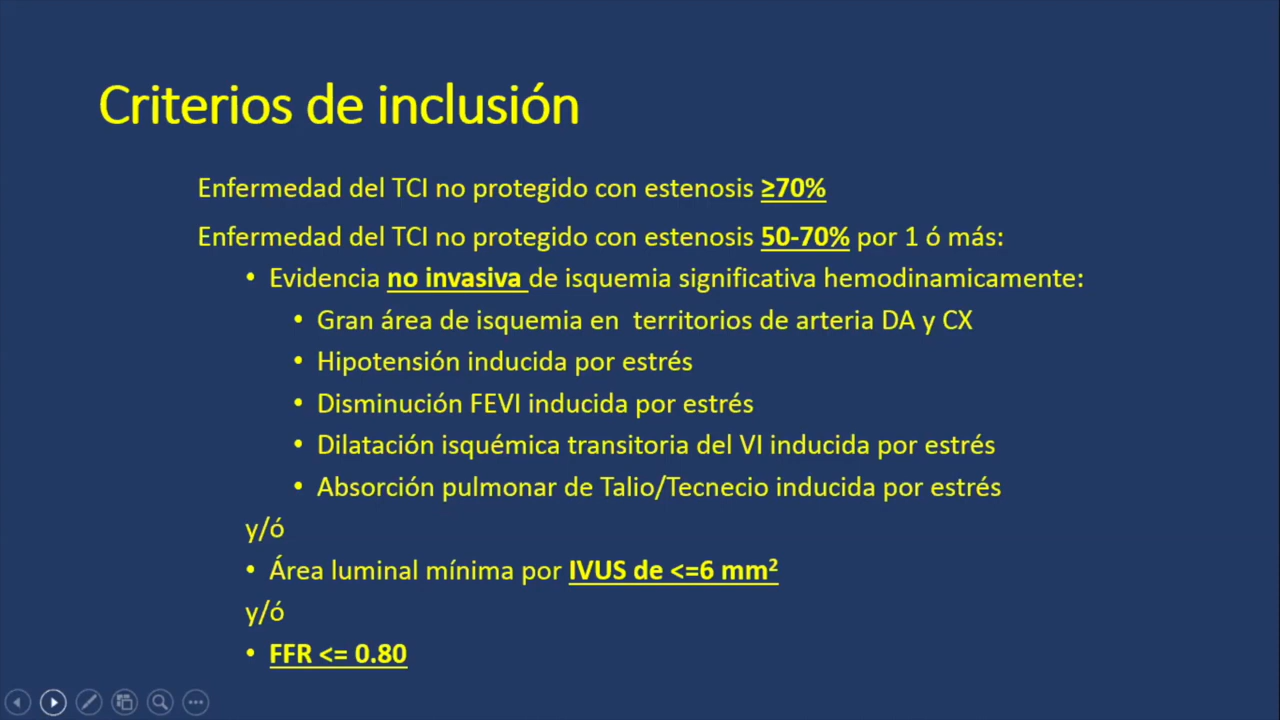 Criterios de inclusión
Enfermedad del TCI no protegido con estenosis ≥70%
Enfermedad del TCI no protegido con estenosis 50-70% por 1 ó más:
• Evidencia no invasiva de isquemia significativa hemodinamicamente:
• Gran área de isquemia en territorios de arteria DA y CX
• Hipotensión inducida por estrés
• Disminución FEVI inducida por estrés
• Dilatación isquémica transitoria del VI inducida por estrés
• Absorción pulmonar de Talio/Tecnecio inducida por estrés
y/ó
• Área luminal mínima por IVUS de <=6 mm²
y/ó
• FFR <= 0.80